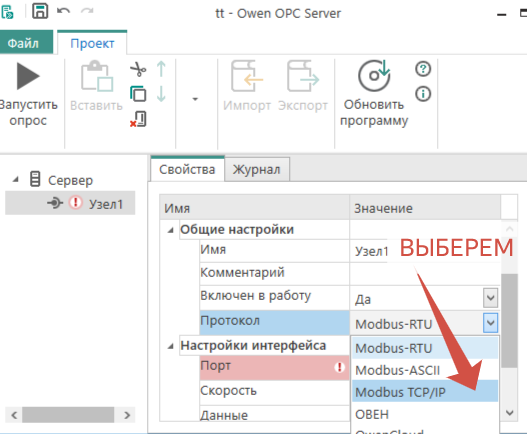 tt - Owen OPC Server
Файл
Проект
Запустить опрос
Вставить
Импорт
Экспорт
Обновить программу
Сервер
Узел1
Свойства
Журнал
Имя
Значение
Общие настройки
Имя
Узел1
ВЫБЕРЕМ
Комментарий
Включен в работу
Да
Протокол
Modbus-RTU
Настройки интерфейса
Modbus-RTU
Порт
Modbus-ASCII
Скорость
Modbus TCP/IP
Данные
ОВЕН
OwenCloud